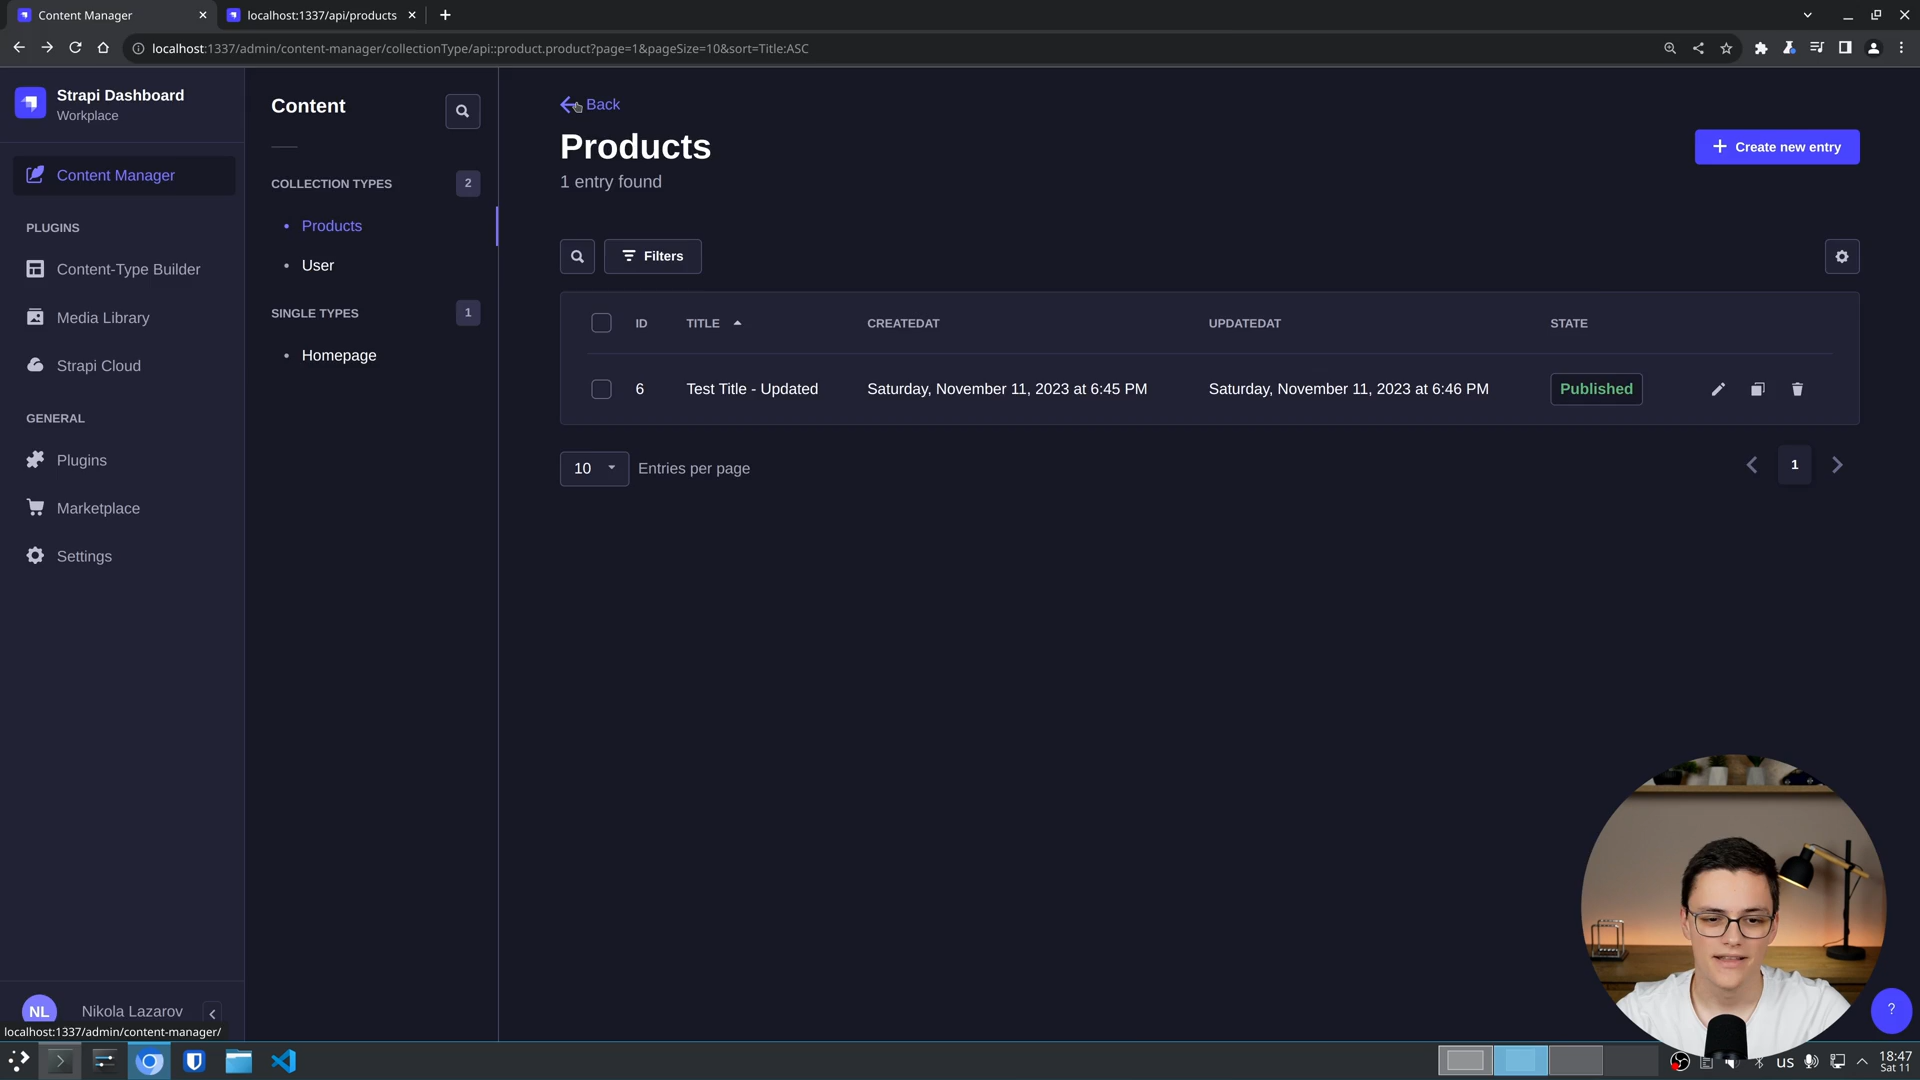 Content Manager
localhost:1337/api/products
localhost:1337/admin/content-manager/collectionType/api::product.product?page=1&pageSize=10&sort=Title:ASC
Strapi Dashboard
Workplace
Content Manager
PLUGINS
Content-Type Builder
Media Library
Strapi Cloud
GENERAL
Plugins
Marketplace
Settings
NL Nikola Lazarov
localhost:1337/admin/content-manager/
Content
COLLECTION TYPES 2
Products
User
SINGLE TYPES 1
Homepage
Back
Products
1 entry found
Create new entry
Filters
ID TITLE CREATEDAT UPDATEDAT STATE
6 Test Title - Updated Saturday, November 11, 2023 at 6:45 PM Saturday, November 11, 2023 at 6:46 PM Published
10 Entries per page
1
?
us
18:47
Sat 11